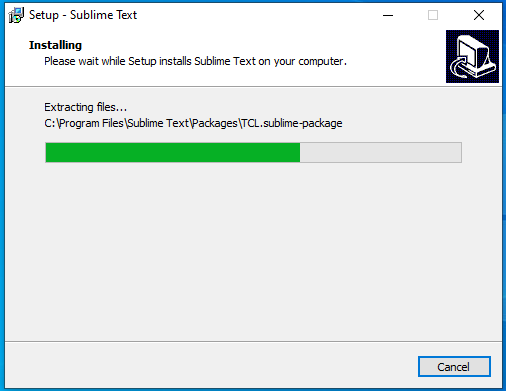 Setup - Sublime Text
Installing
Please wait while Setup installs Sublime Text on your computer.
Extracting files...
C:\Program Files\Sublime Text\Packages\TCL.sublime-package
Cancel